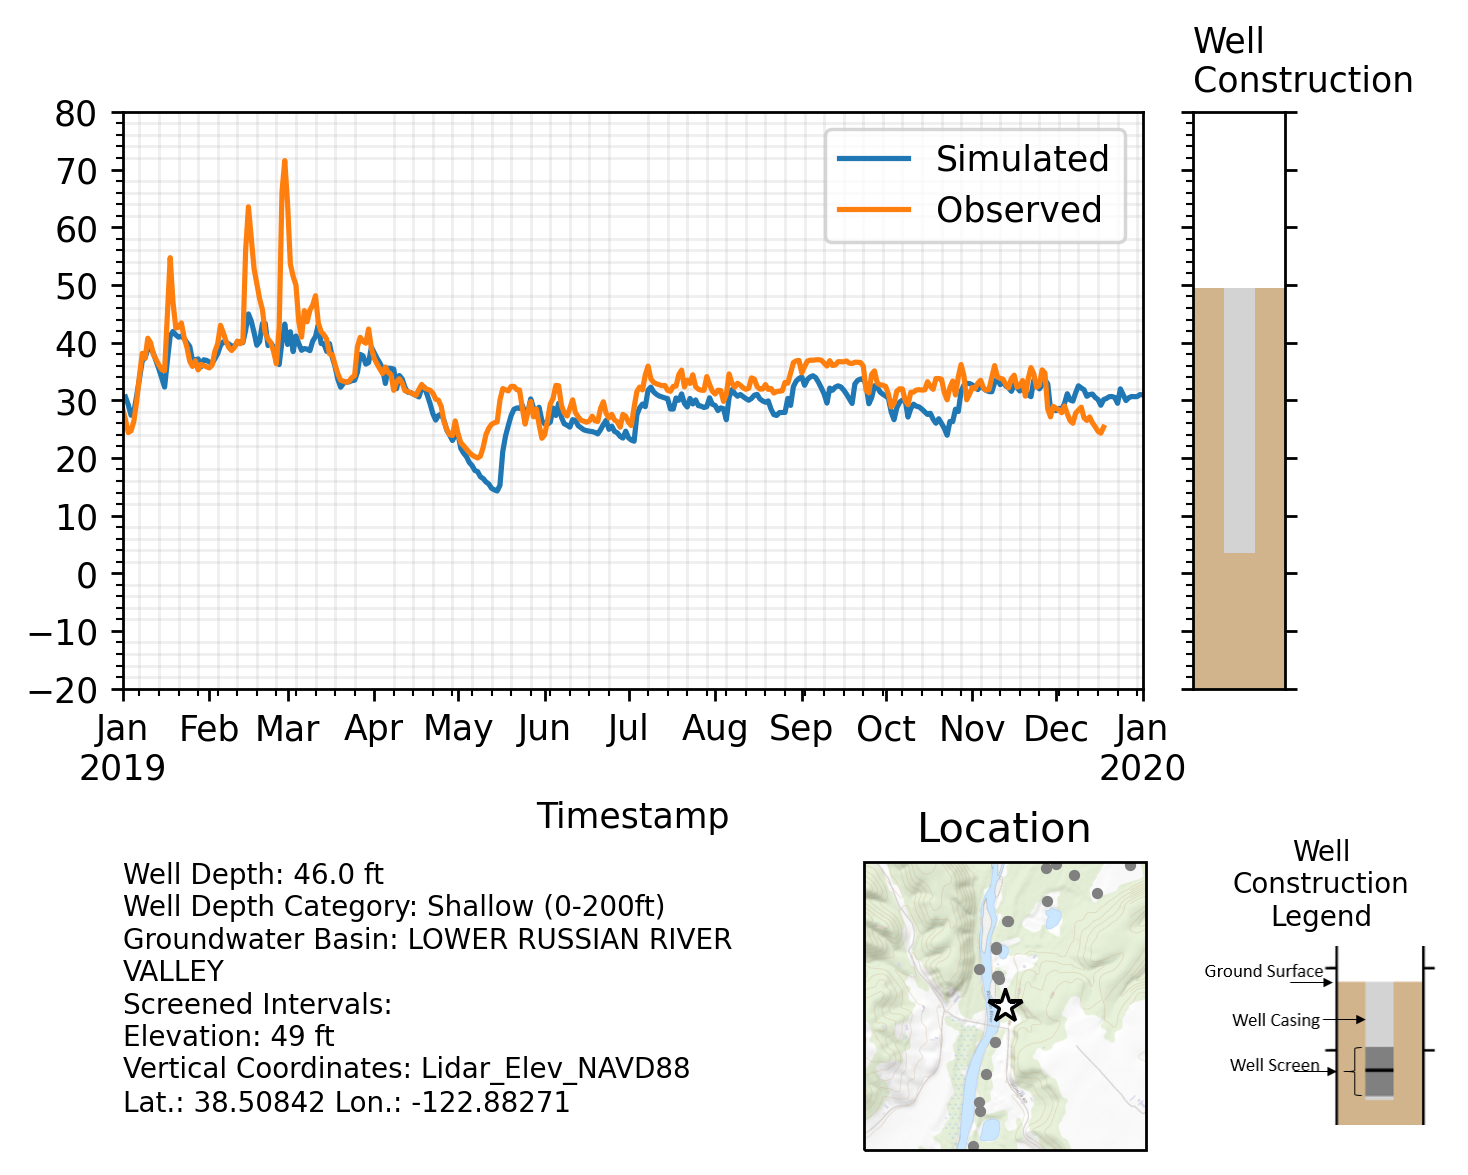 Well
Construction
80
70
60
50
40
30
20
10
0
−10
−20
Simulated
Observed
Jan Feb Mar Apr May Jun Jul Aug Sep Oct Nov Dec Jan
2019 2020
Timestamp
Well Depth: 46.0 ft
Well Depth Category: Shallow (0-200ft)
Groundwater Basin: LOWER RUSSIAN RIVER
VALLEY
Screened Intervals:
Elevation: 49 ft
Vertical Coordinates: Lidar_Elev_NAVD88
Lat.: 38.50842 Lon.: -122.88271
Location
Well
Construction
Legend
Ground Surface
Well Casing
Well Screen